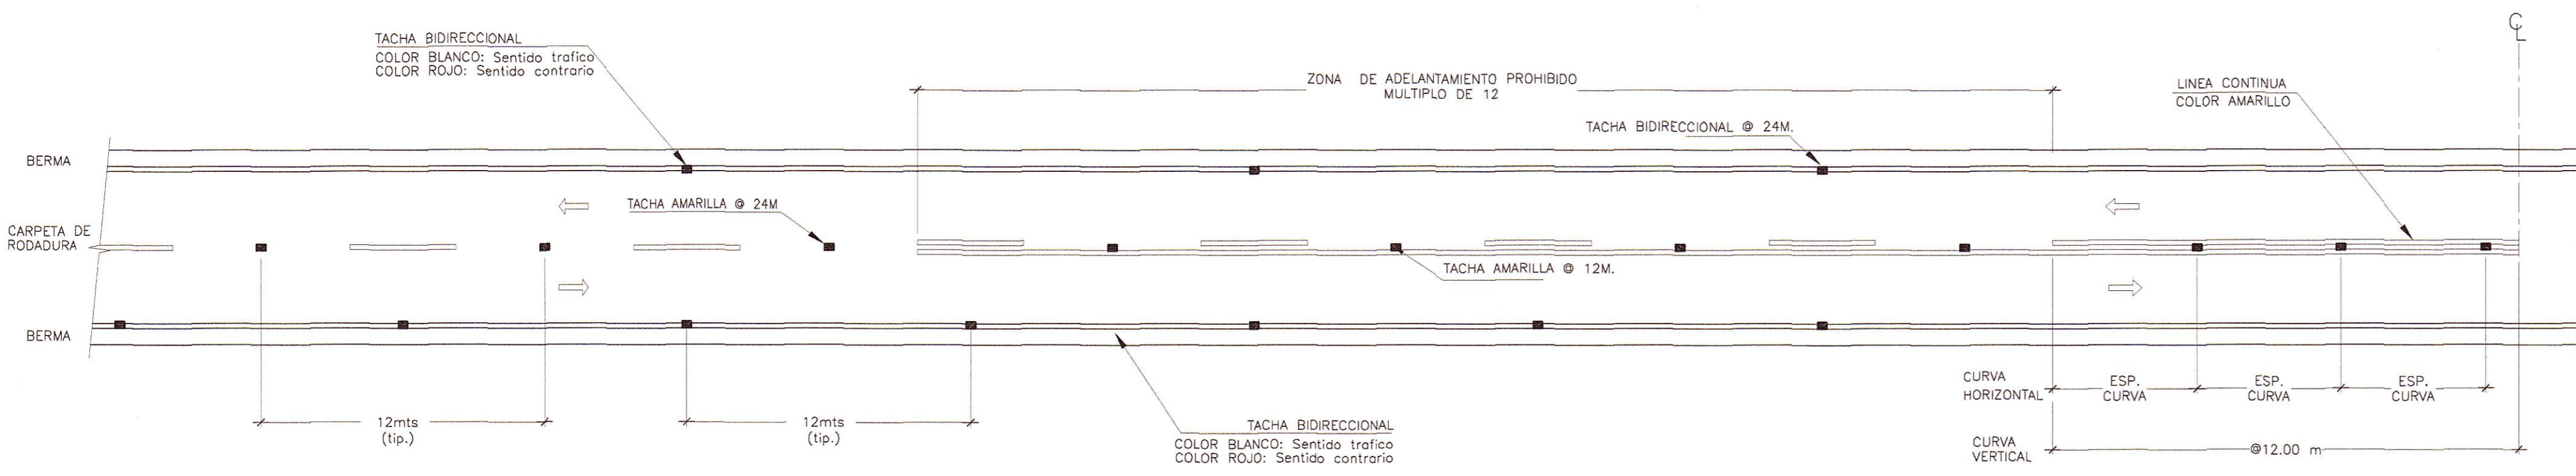 TACHA BIDIRECCIONAL
COLOR BLANCO: Sentido trafico
COLOR ROJO: Sentido contrario
ZONA DE ADELANTAMIENTO PROHIBIDO
MULTIPLO DE 12
LINEA CONTINUA
COLOR AMARILLO
CL
TACHA BIDIRECCIONAL @ 24M.
BERMA
TACHA AMARILLA @ 24M
CARPETA DE
RODADURA
TACHA AMARILLA @ 12M.
BERMA
12mts
(tip.)
12mts
(tip.)
TACHA BIDIRECCIONAL
COLOR BLANCO: Sentido trafico
COLOR ROJO: Sentido contrario
CURVA
HORIZONTAL
ESP.
CURVA
ESP.
CURVA
ESP.
CURVA
CURVA
VERTICAL
@12.00 m